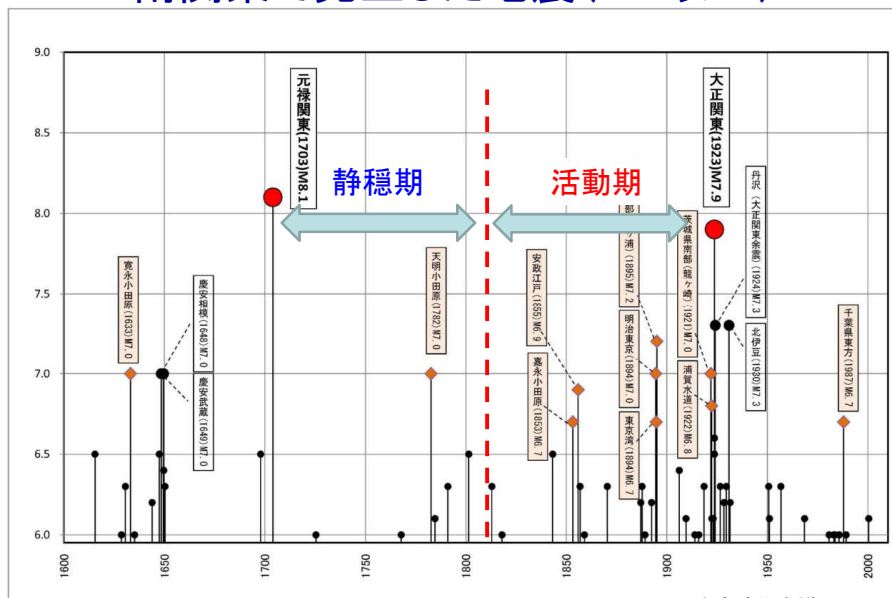 元禄関東(1703)M8.1
大正関東(1923)M7.9
静穏期
活動期
寛永小田原(1633)M7.0
慶安相模(1648)M7.0
慶安武蔵(1649)M7.0
天明小田原(1782)M7.0
嘉永小田原(1853)M6.7
安政江戸(1855)M6.9
(1895)M7.2
明治東京(1894)M7.0
東京湾(1894)M6.7
茨城県南部(龍ヶ崎)(1921)M7.0
浦賀水道(1922)M6.8
丹沢(大正関東余震)(1924)M7.3
北伊豆(1930)M7.3
千葉県東方(1987)M6.7
9.0
8.5
8.0
7.5
7.0
6.5
6.0
1600
1650
1700
1750
1800
1850
1900
1950
2000